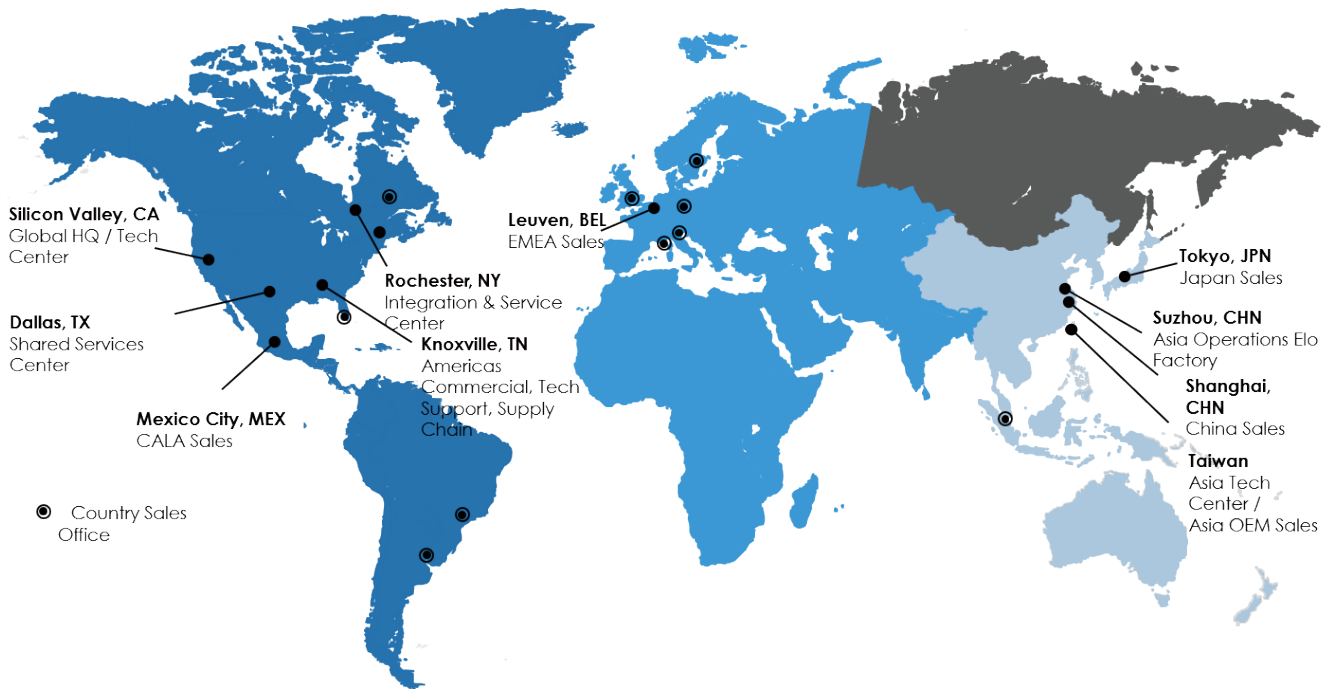 Silicon Valley, CA
Global HQ / Tech
Center
Dallas, TX
Shared Services
Center
Mexico City, MEX
CALA Sales
Country Sales
Office
Rochester, NY
Integration & Service
Center
Knoxville, TN
Americas
Commercial, Tech
Support, Supply
Chain
Leuven, BEL
EMEA Sales
Tokyo, JPN
Japan Sales
Suzhou, CHN
Asia Operations Elo
Factory
Shanghai,
CHN
China Sales
Taiwan
Asia Tech
Center /
Asia OEM Sales